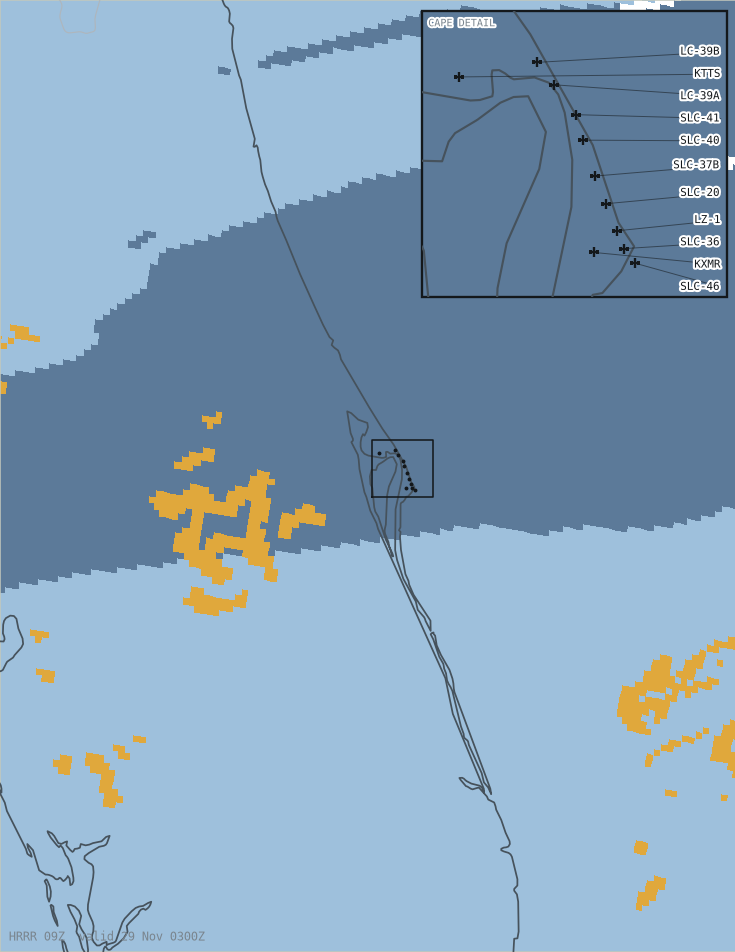 CAPE DETAIL
LC-39B
KTTS
LC-39A
SLC-41
SLC-40
SLC-37B
SLC-20
LZ-1
SLC-36
KXMR
SLC-46
HRRR 09Z  valid 29 Nov 0300Z